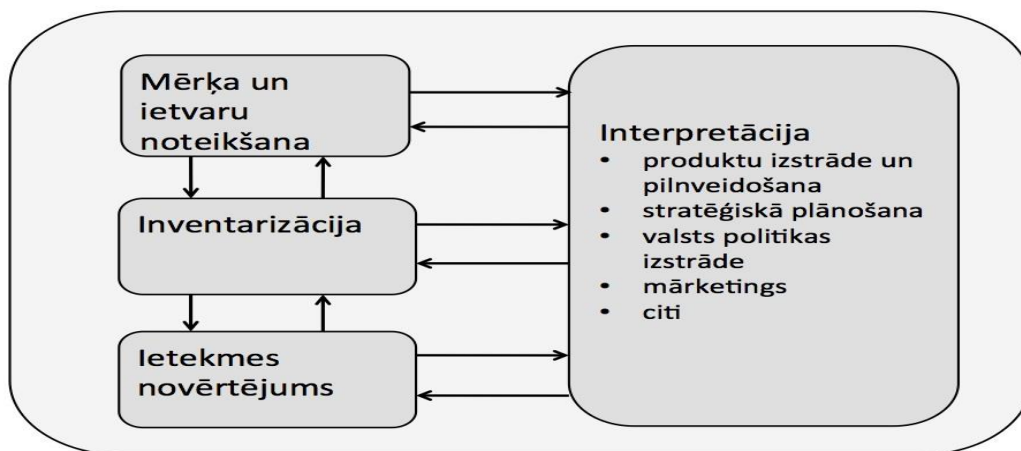 Mērķa un
ietvaru
noteikšana
Inventarizācija
Ietekmes
novērtējums
Interpretācija
• produktu izstrāde un
pilnveidošana
• stratēģiskā plānošana
• valsts politikas
izstrāde
• mārketings
• citi